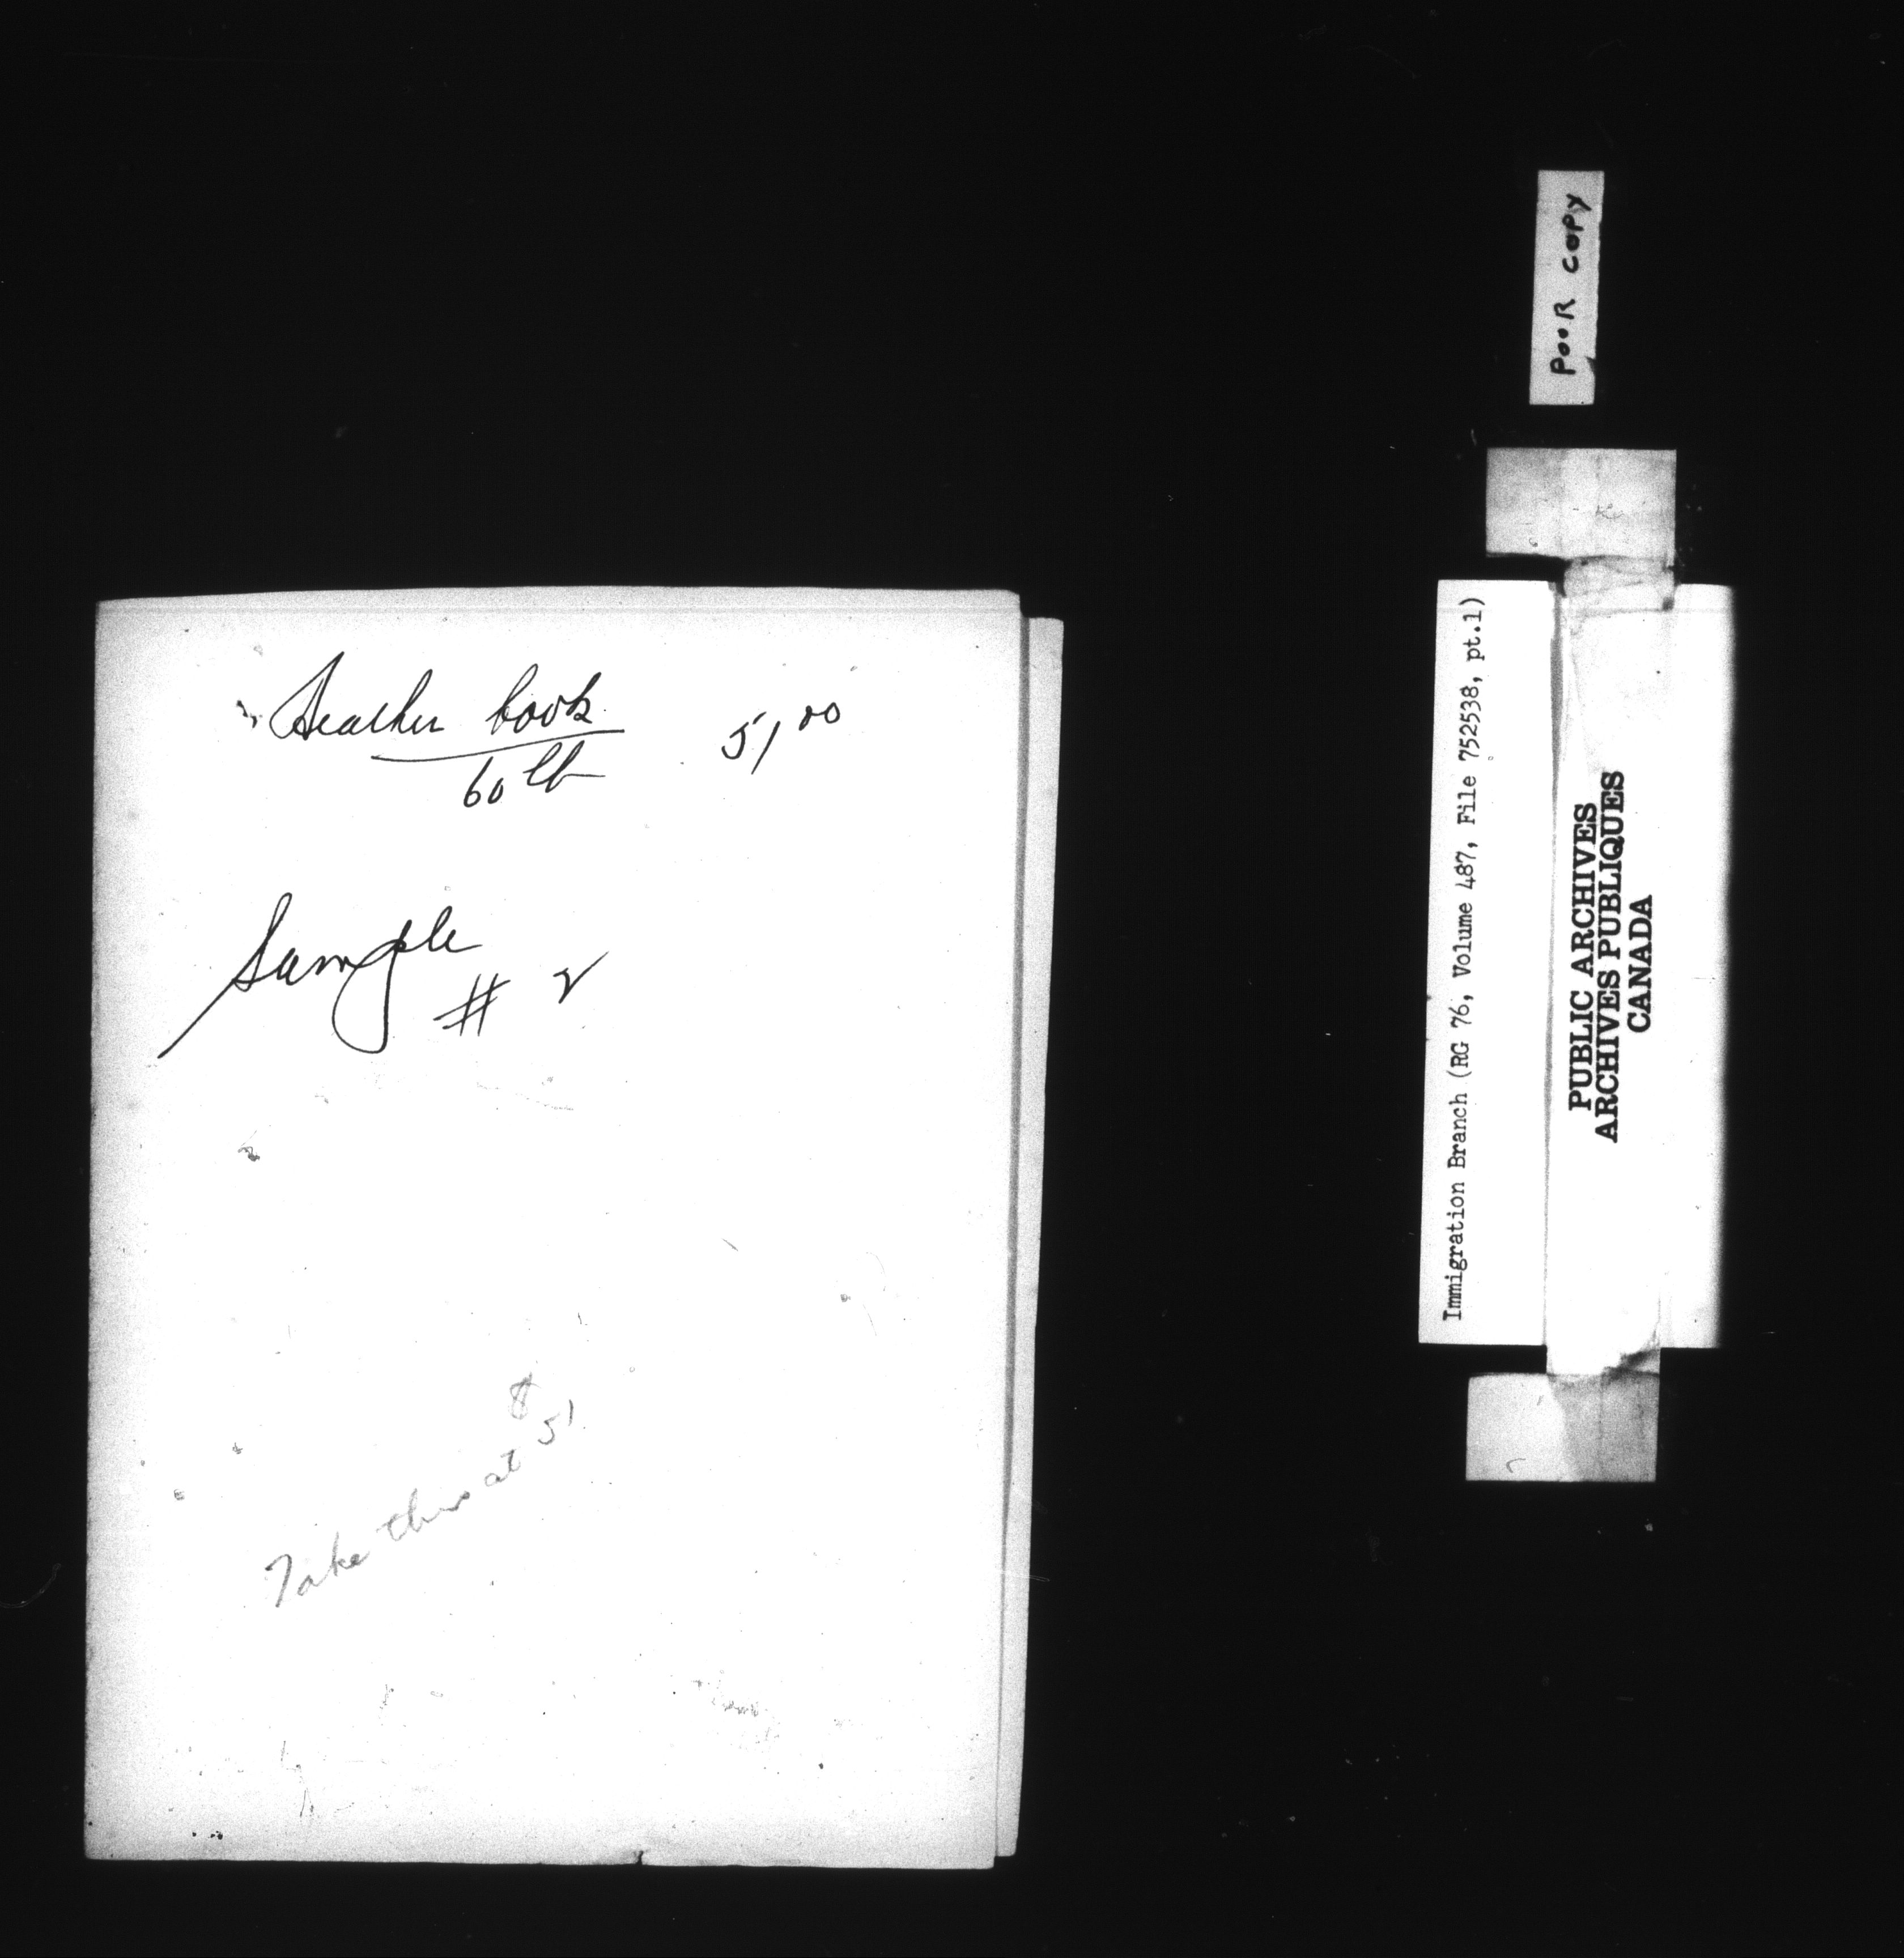 Heather book 51 00
60 lb
Sample
# 2
Take this at $51
POOR COPY
Immigration Branch (RG 76, Volume 487, File 752538, pt.1)
PUBLIC ARCHIVES
ARCHIVES PUBLIQUES
CANADA